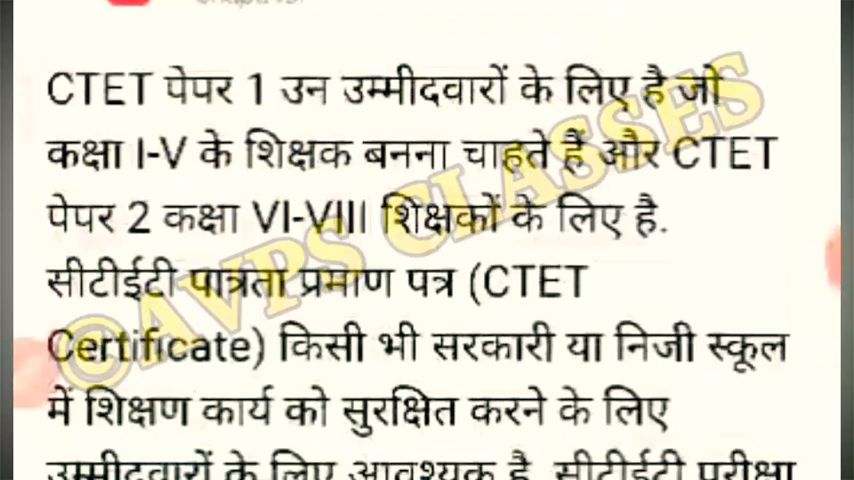 CTET पेपर 1 उन उम्मीदवारों के लिए है जो
कक्षा I-V के शिक्षक बनना चाहते हैं और CTET
पेपर 2 कक्षा VI-VIII शिक्षकों के लिए है.
सीटीईटी पात्रता प्रमाण पत्र (CTET
Certificate) किसी भी सरकारी या निजी स्कूल
में शिक्षण कार्य को सुरक्षित करने के लिए
उम्मीदवारों के लिए आवश्यक है. सीटीईटी परीक्षा
©AVPS CLASSES